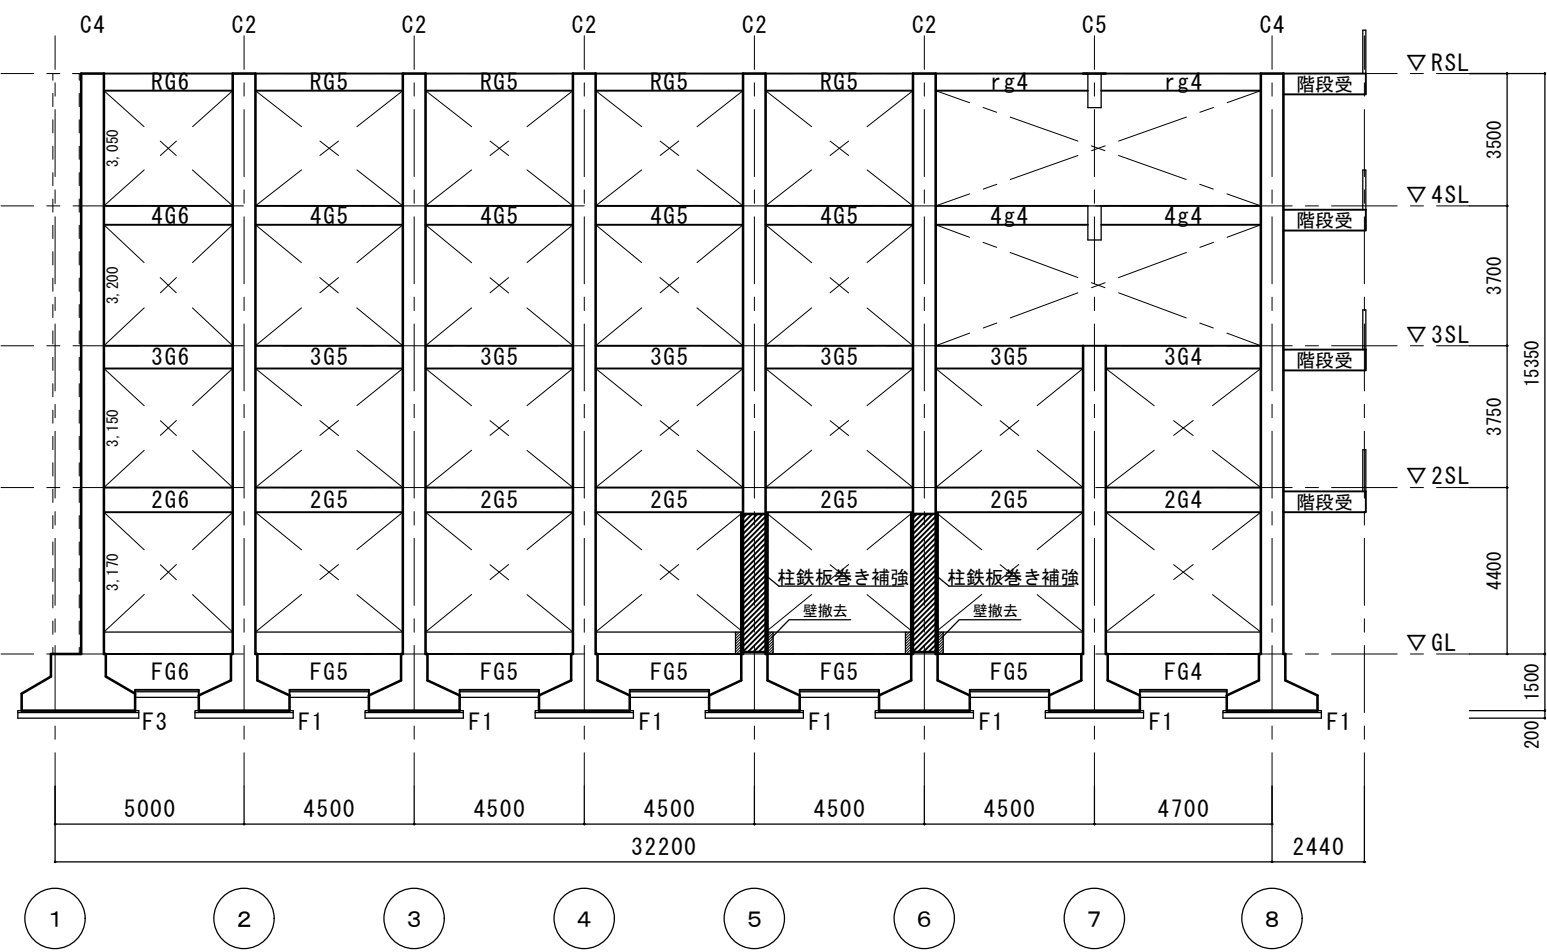 C4 C2 C2 C2 C2 C2 C5 C4
RSL
RG6 RG5 RG5 RG5 RG5 rg4 rg4 階段受
3,050
3500
4SL
4G6 4G5 4G5 4G5 4G5 4g4 4g4 階段受
3,200
3700
3SL
3G6 3G5 3G5 3G5 3G5 3G5 3G4 階段受
15350
3,150
3750
2SL
2G6 2G5 2G5 2G5 2G5 2G5 2G4 階段受
3,170
4400
柱鉄板巻き補強 柱鉄板巻き補強
壁撤去 壁撤去
GL
FG6 FG5 FG5 FG5 FG5 FG5 FG4
1500
F3 F1 F1 F1 F1 F1 F1 F1
200
5000 4500 4500 4500 4500 4500 4700
32200 2440
1 2 3 4 5 6 7 8